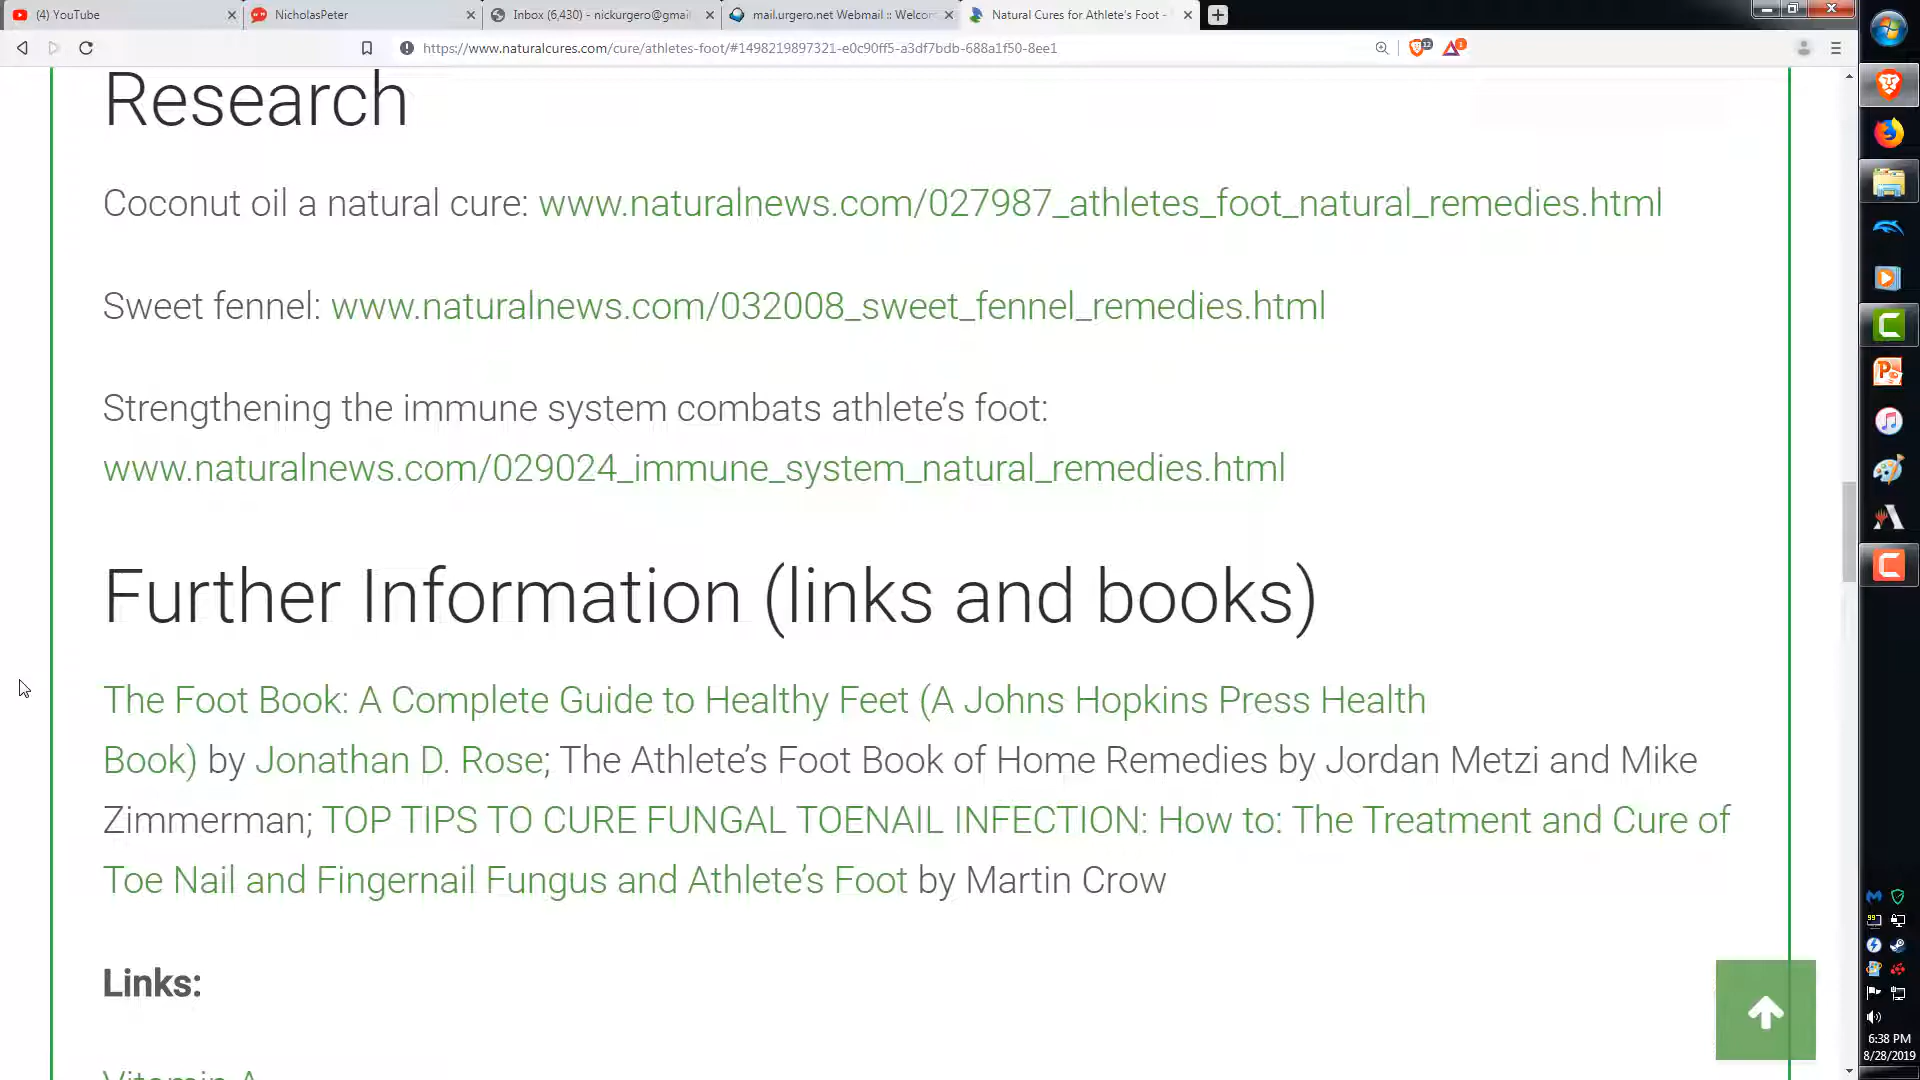 (4) YouTube
NicholasPeter
Inbox (6,430) - nickurgero@gmai
mail.urgero.net Webmail :: Welcom
Natural Cures for Athlete's Foot -
https://www.naturalcures.com/cure/athletes-foot/#1498219897321-e0c90ff5-a3df7bdb-688a1f50-8ee1
Research
Coconut oil a natural cure: www.naturalnews.com/027987_athletes_foot_natural_remedies.html
Sweet fennel: www.naturalnews.com/032008_sweet_fennel_remedies.html
Strengthening the immune system combats athlete’s foot:
www.naturalnews.com/029024_immune_system_natural_remedies.html
Further Information (links and books)
The Foot Book: A Complete Guide to Healthy Feet (A Johns Hopkins Press Health
Book) by Jonathan D. Rose; The Athlete’s Foot Book of Home Remedies by Jordan Metzi and Mike
Zimmerman; TOP TIPS TO CURE FUNGAL TOENAIL INFECTION: How to: The Treatment and Cure of
Toe Nail and Fingernail Fungus and Athlete’s Foot by Martin Crow
Links:
Vitamin A
6:38 PM
8/28/2019